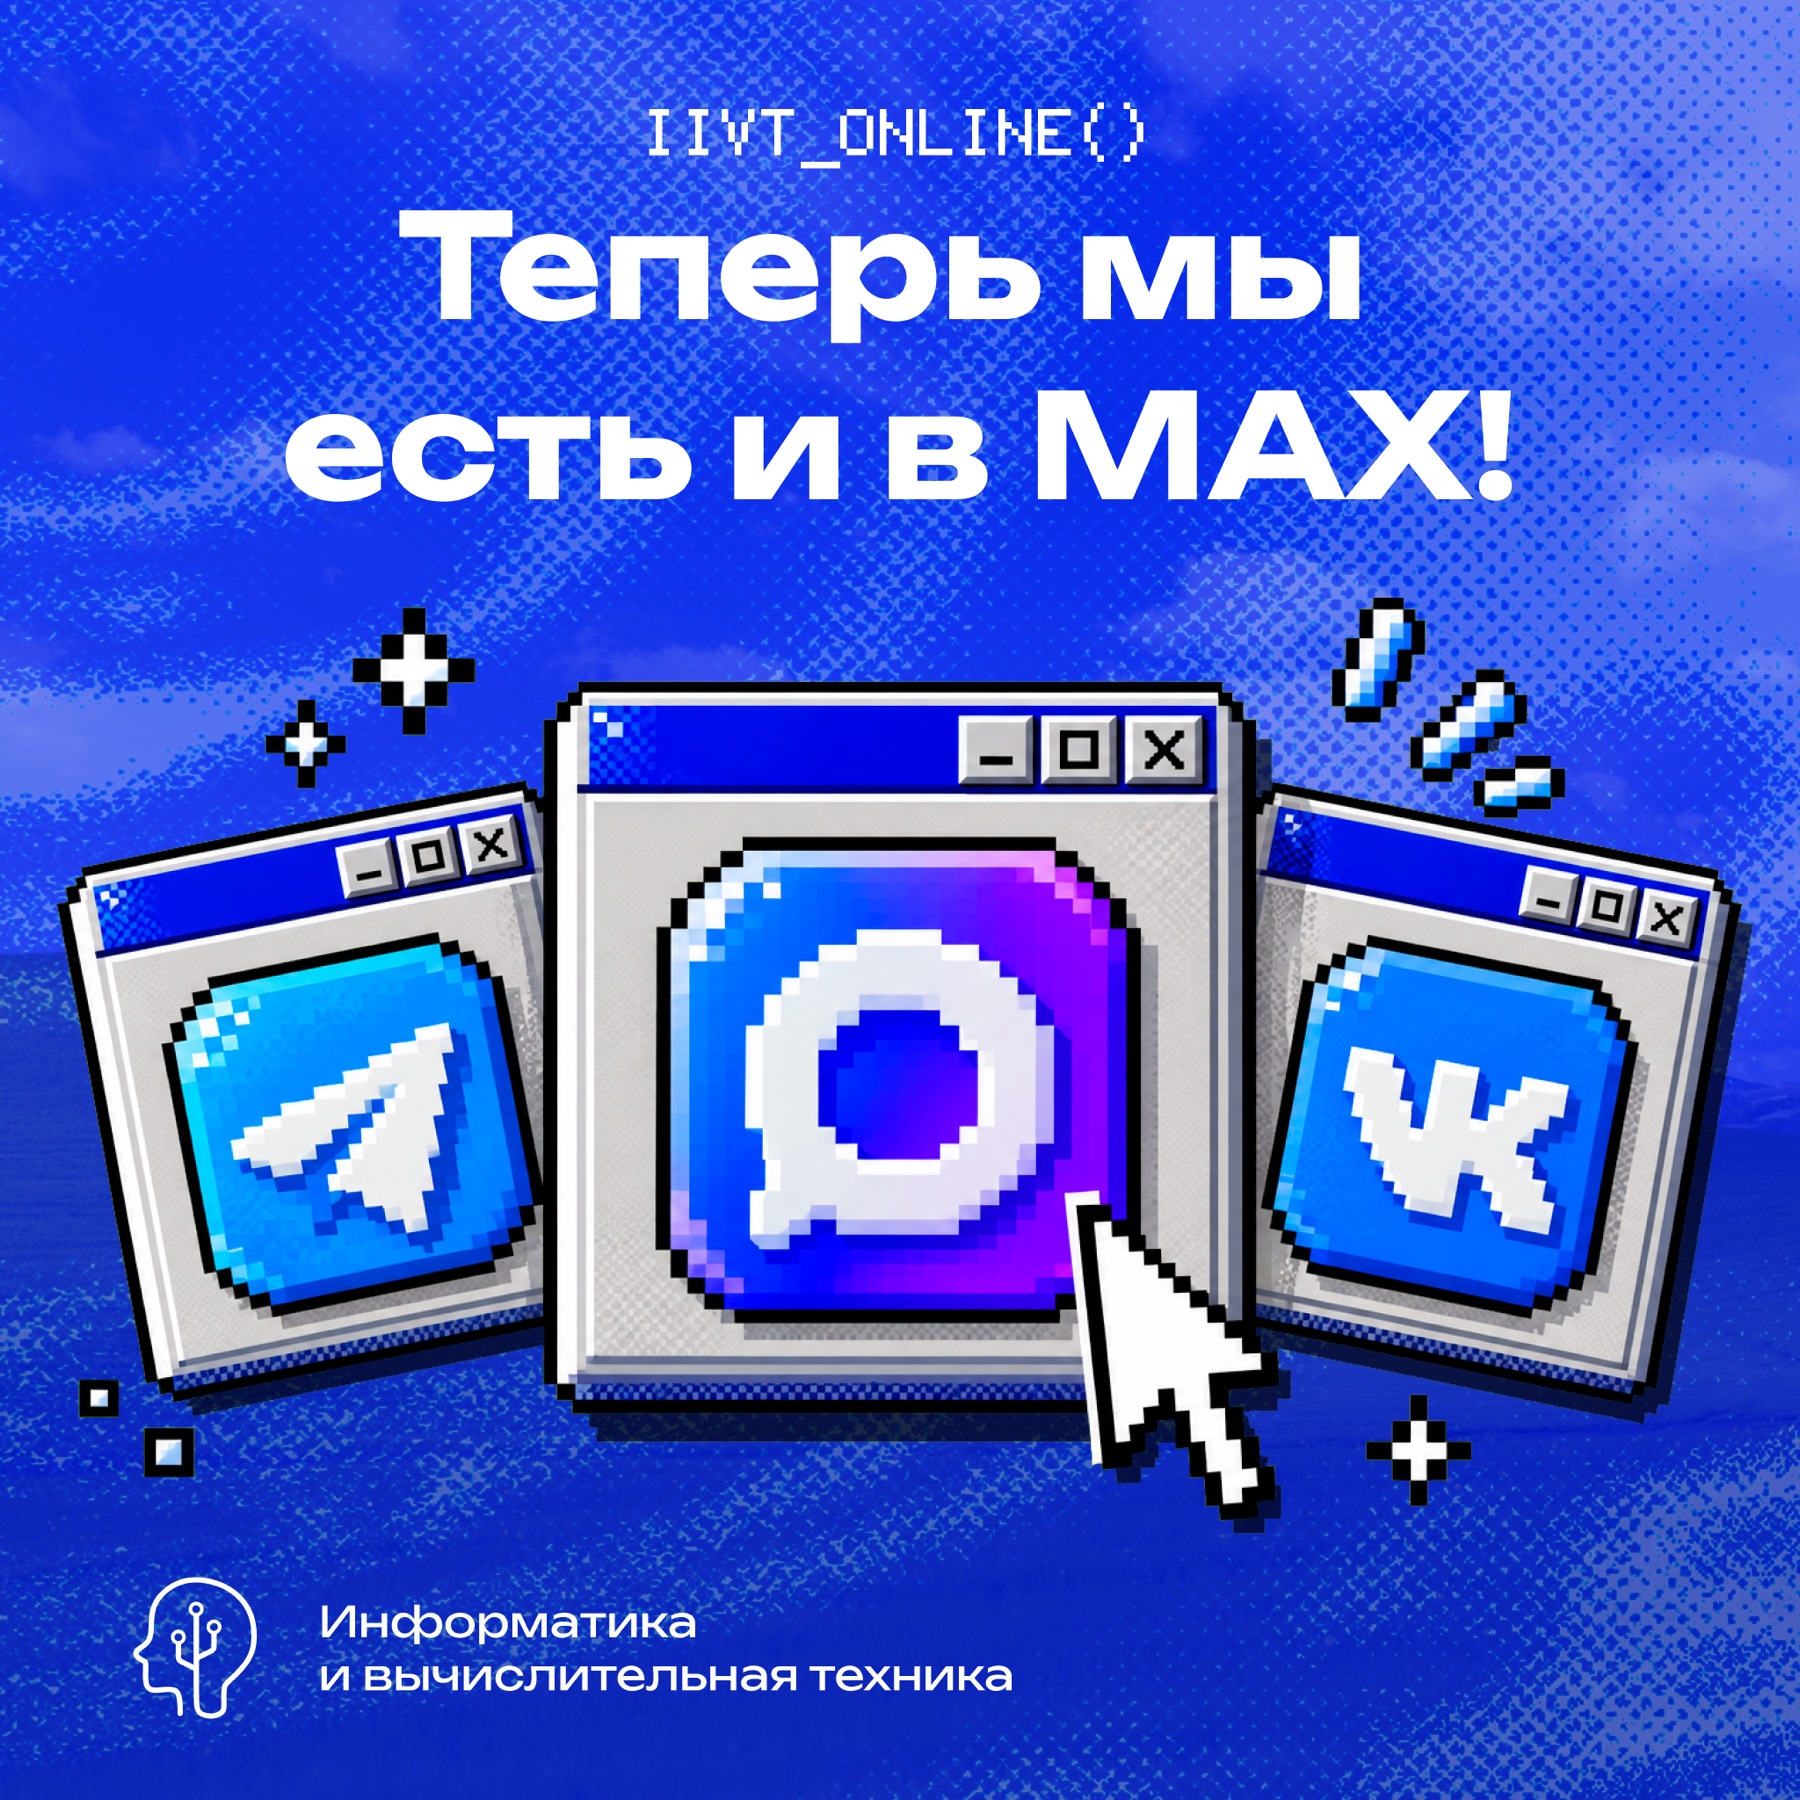 IIVT_ONLINE()
Теперь мы
есть и в MAX!
Информатика
и вычислительная техника